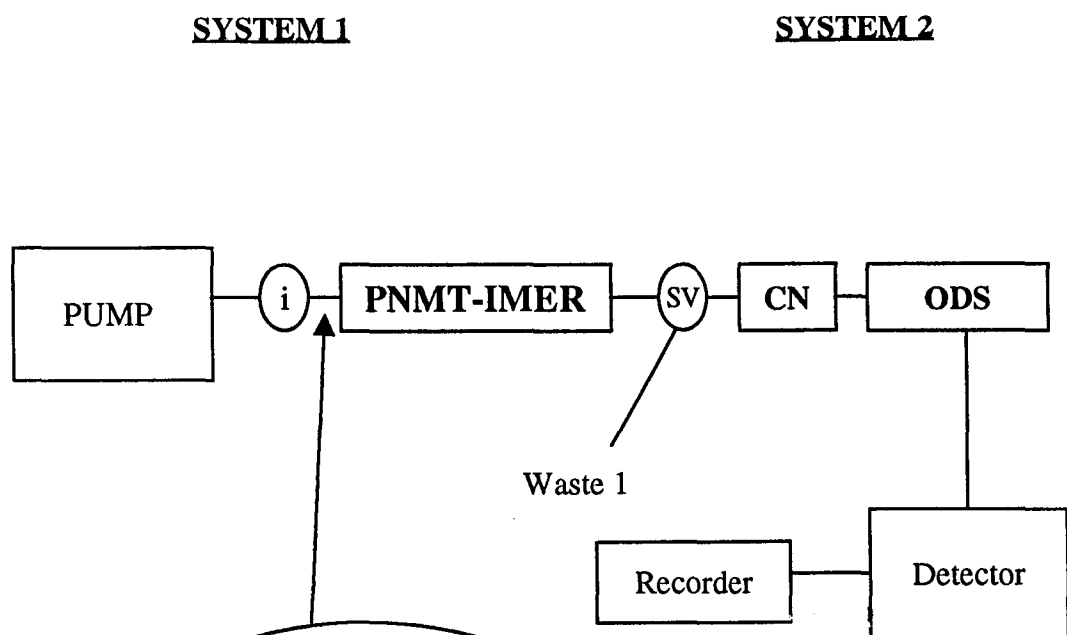 SYSTEM 1
SYSTEM 2
PUMP
i
PNMT-IMER
SV
CN
ODS
Waste 1
Recorder
Detector